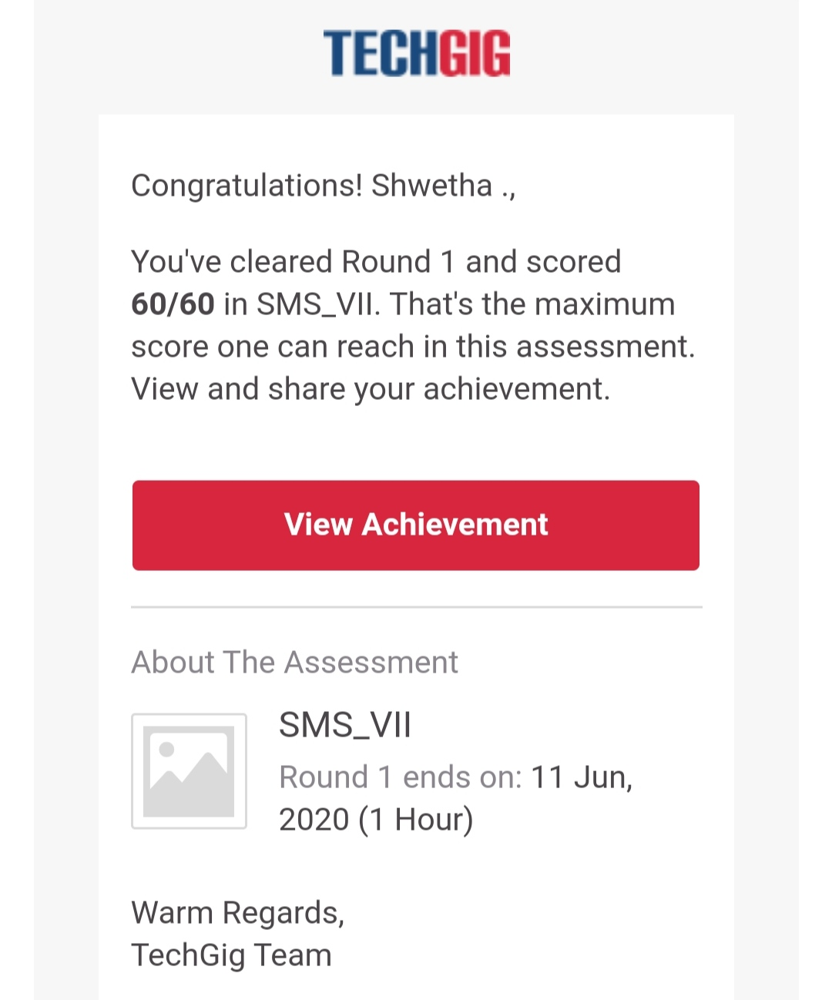 TECHGIG
Congratulations! Shwetha .,
You've cleared Round 1 and scored
60/60 in SMS_VII. That's the maximum
score one can reach in this assessment.
View and share your achievement.
View Achievement
About The Assessment
SMS_VII
Round 1 ends on: 11 Jun,
2020 (1 Hour)
Warm Regards,
TechGig Team